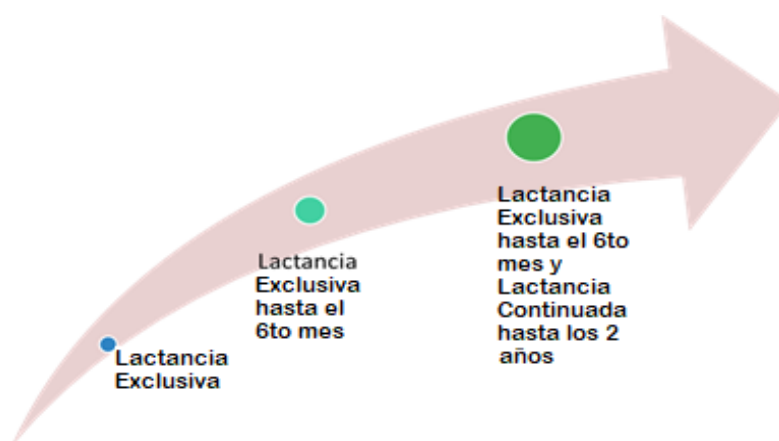 Lactancia
Exclusiva
Lactancia
Exclusiva
hasta el
6to mes
Lactancia
Exclusiva
hasta el 6to
mes y
Lactancia
Continuada
hasta los 2
años